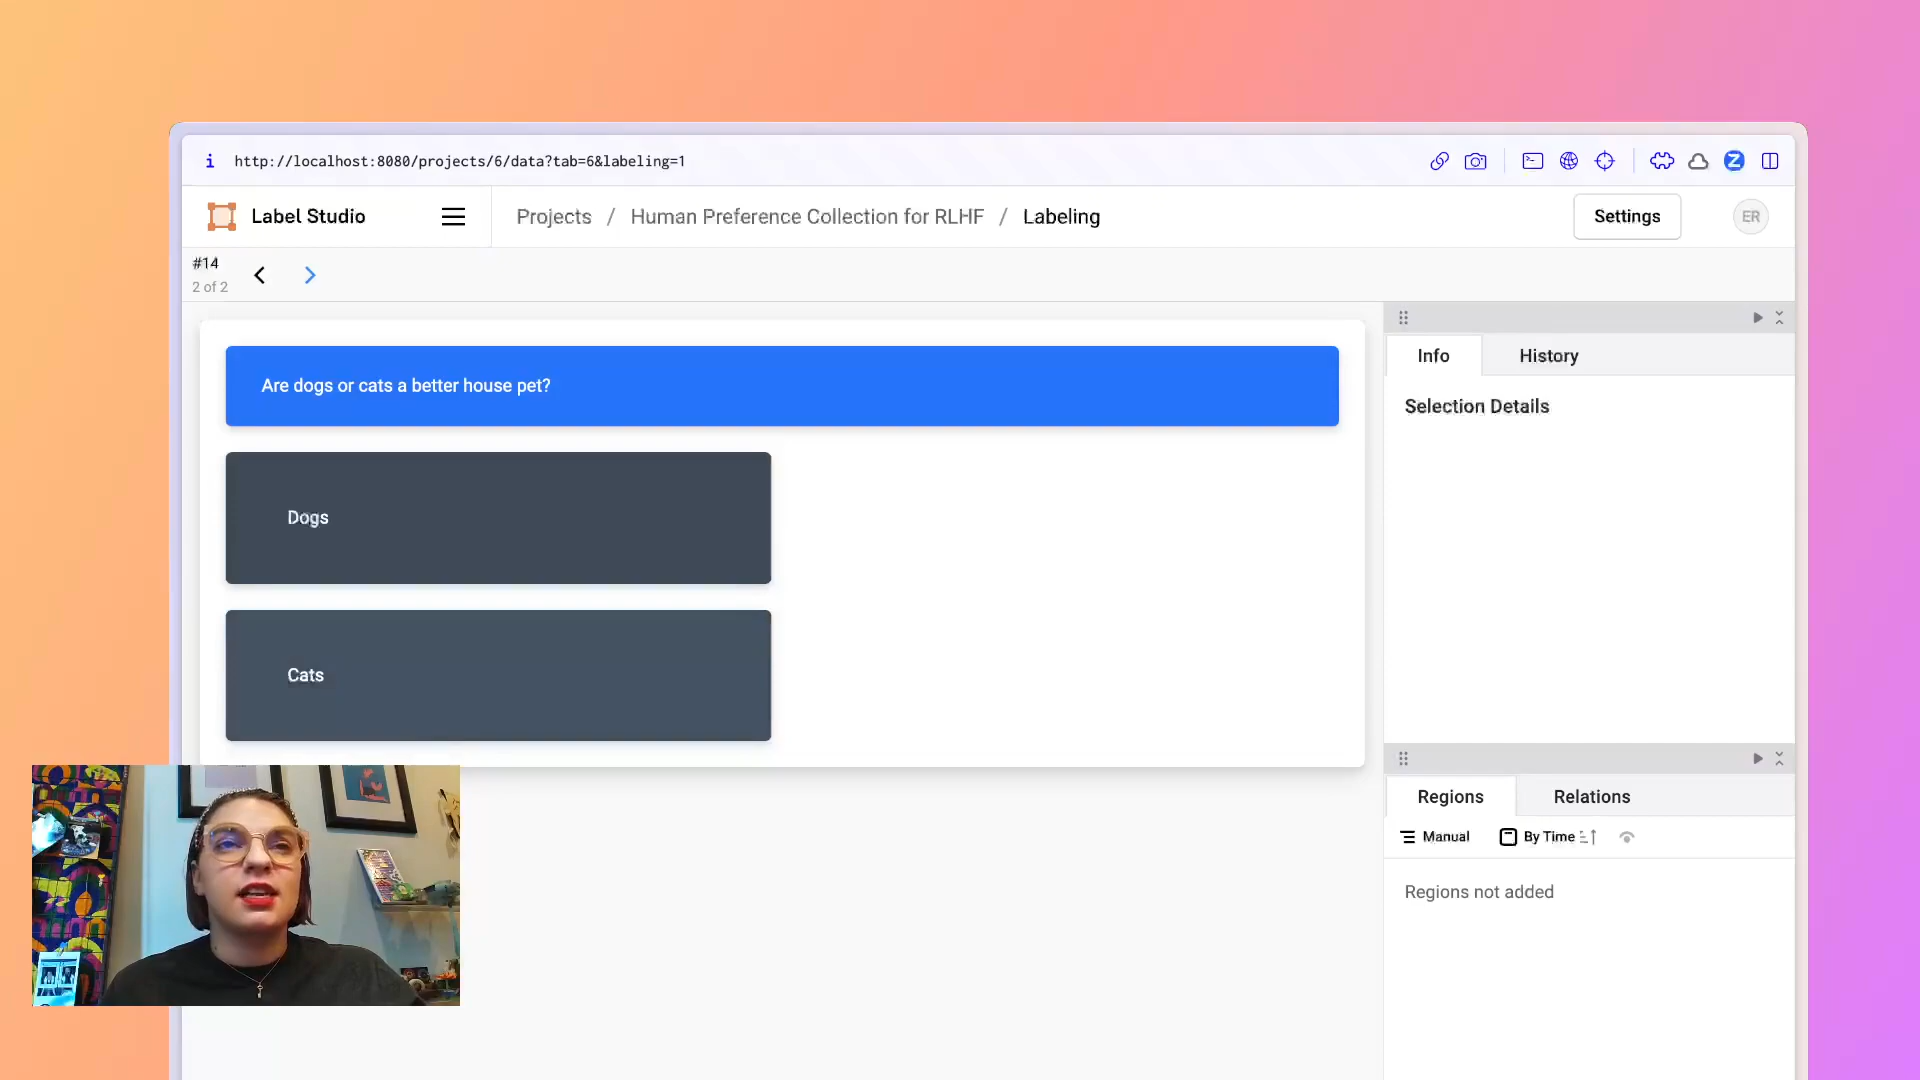 http://localhost:8080/projects/6/data?tab=6&labeling=1
Label Studio
Projects / Human Preference Collection for RLHF / Labeling
Settings
ER
#14
2 of 2
Are dogs or cats a better house pet?
Dogs
Cats
Info
History
Selection Details
Regions
Relations
Manual
By Time
Regions not added